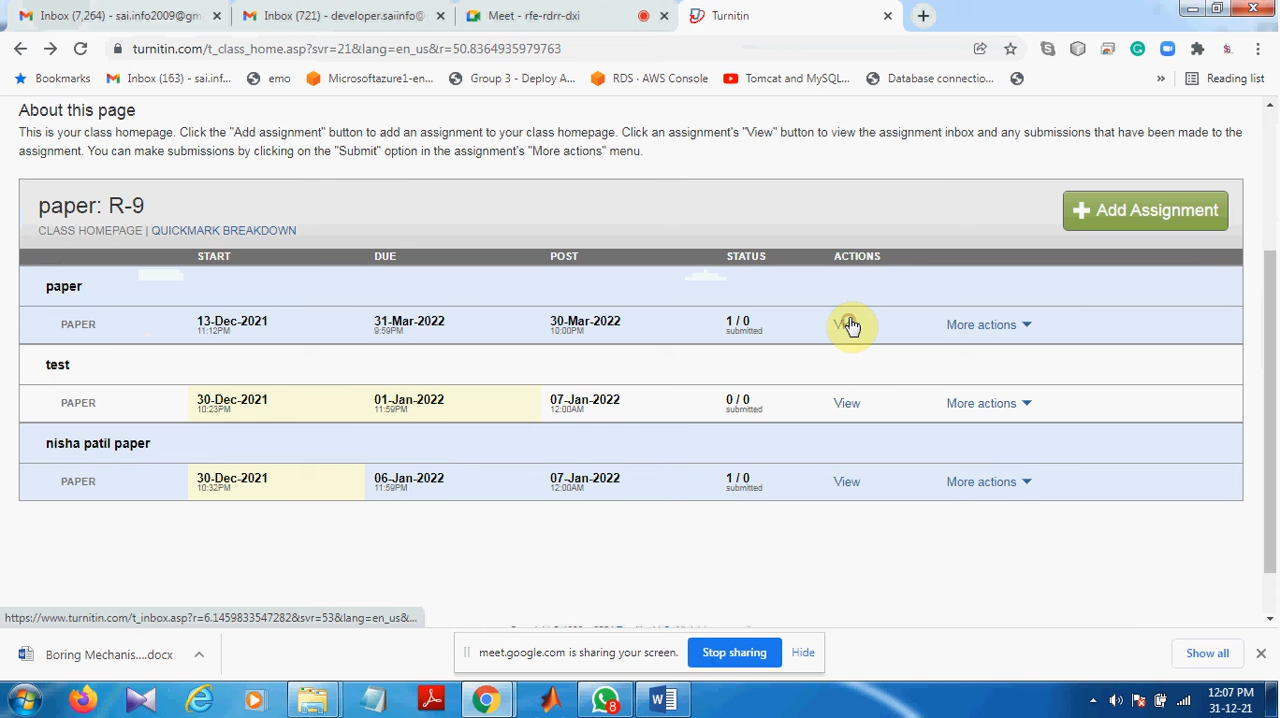 Inbox (7,264) - sai.info2009@gm
Inbox (721) - developer.saiinfo@
Meet - rfe-rdrr-dxi
Turnitin
turnitin.com/t_class_home.asp?svr=21&lang=en_us&r=50.8364935979763
Bookmarks
Inbox (163) - sai.inf...
emo
Microsoftazure1-en...
Group 3 - Deploy A...
RDS · AWS Console
Tomcat and MySQL...
Database connectio...
Reading list
About this page
This is your class homepage. Click the "Add assignment" button to add an assignment to your class homepage. Click an assignment's "View" button to view the assignment inbox and any submissions that have been made to the
assignment. You can make submissions by clicking on the "Submit" option in the assignment's "More actions" menu.
paper: R-9
Add Assignment
CLASS HOMEPAGE | QUICKMARK BREAKDOWN
START DUE POST STATUS ACTIONS
paper
PAPER 13-Dec-2021 31-Mar-2022 30-Mar-2022 1 / 0 View More actions
11:12PM 9:59PM 10:00PM submitted
test
PAPER 30-Dec-2021 01-Jan-2022 07-Jan-2022 0 / 0 View More actions
10:23PM 11:59PM 12:00AM submitted
nisha patil paper
PAPER 30-Dec-2021 06-Jan-2022 07-Jan-2022 1 / 0 View More actions
10:32PM 11:59PM 12:00AM submitted
https://www.turnitin.com/t_inbox.asp?r=6.1459833547282&svr=53&lang=en_us&...
Boring Mechanis....docx
meet.google.com is sharing your screen.
Stop sharing
Hide
Show all
8
12:07 PM
31-12-21